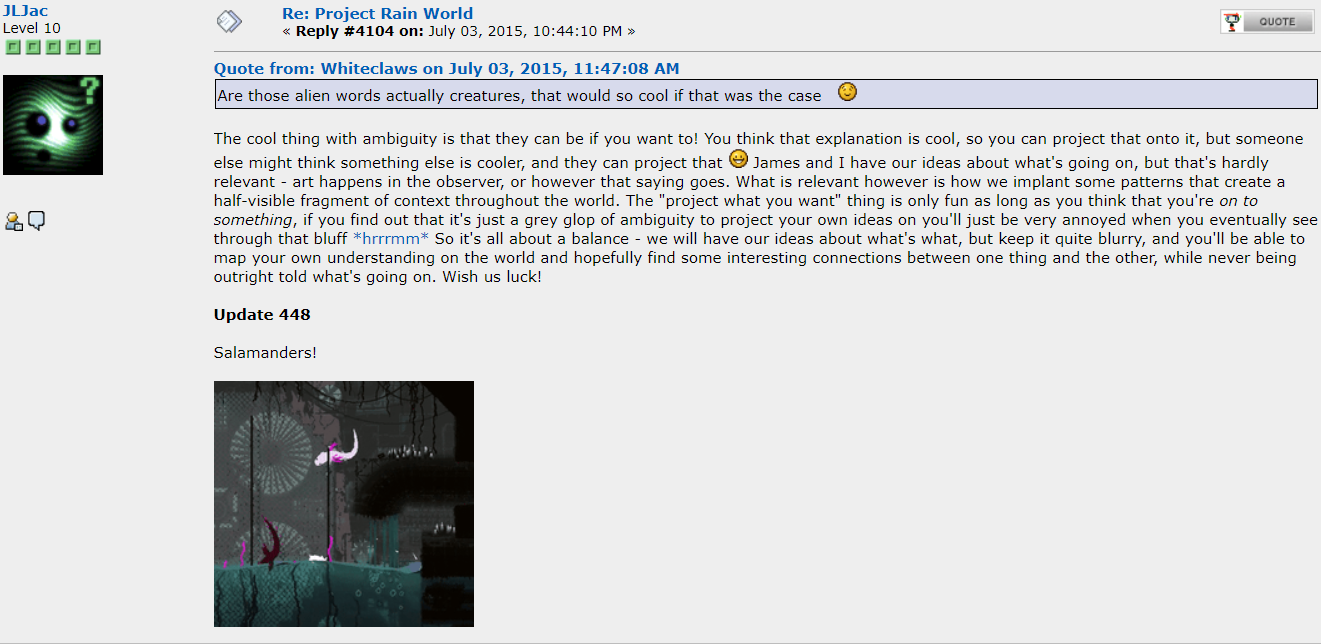 JLJac
Level 10
?
Re: Project Rain World
« Reply #4104 on: July 03, 2015, 10:44:10 PM »
QUOTE
Quote from: Whiteclaws on July 03, 2015, 11:47:08 AM
Are those alien words actually creatures, that would so cool if that was the case
The cool thing with ambiguity is that they can be if you want to! You think that explanation is cool, so you can project that onto it, but someone
else might think something else is cooler, and they can project that James and I have our ideas about what's going on, but that's hardly
relevant - art happens in the observer, or however that saying goes. What is relevant however is how we implant some patterns that create a
half-visible fragment of context throughout the world. The "project what you want" thing is only fun as long as you think that you're on to
something, if you find out that it's just a grey glop of ambiguity to project your own ideas on you'll just be very annoyed when you eventually see
through that bluff *hrrrmm* So it's all about a balance - we will have our ideas about what's what, but keep it quite blurry, and you'll be able to
map your own understanding on the world and hopefully find some interesting connections between one thing and the other, while never being
outright told what's going on. Wish us luck!
Update 448
Salamanders!